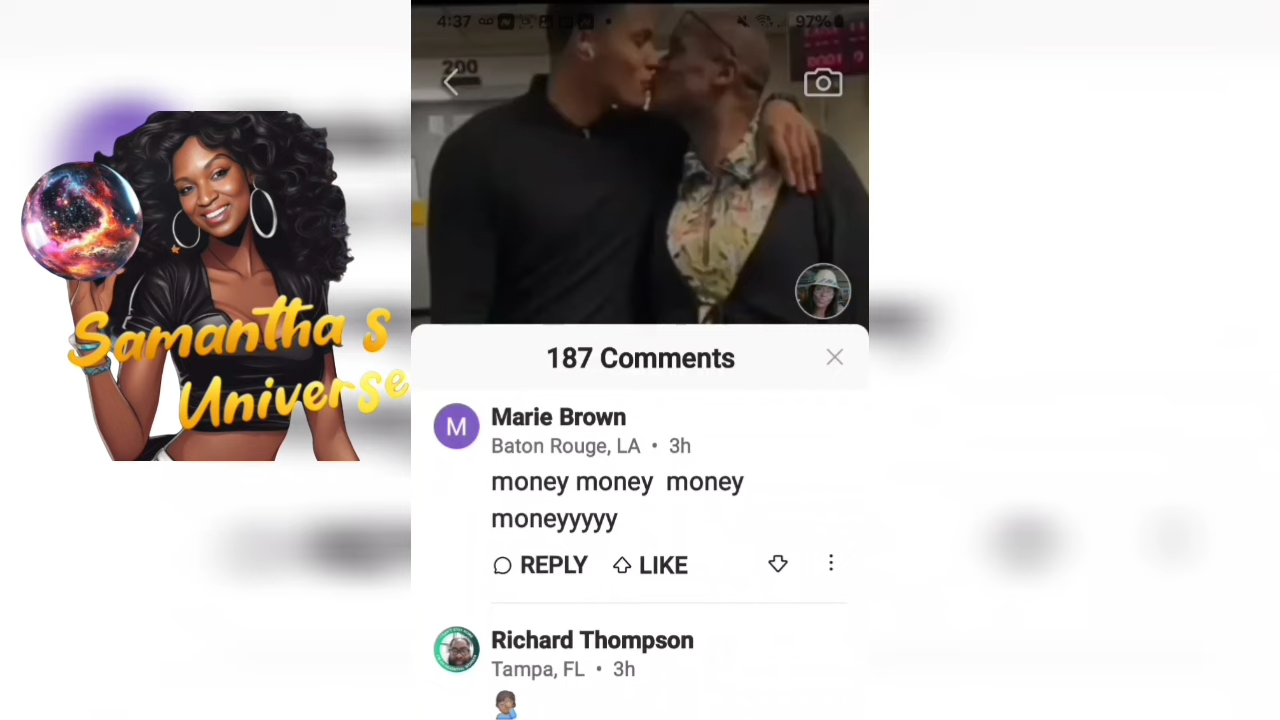 4:37
97%
200
Samantha s
Universe
187 Comments
Marie Brown
Baton Rouge, LA • 3h
money money money
moneyyyyy
REPLY
LIKE
M
Richard Thompson
Tampa, FL • 3h